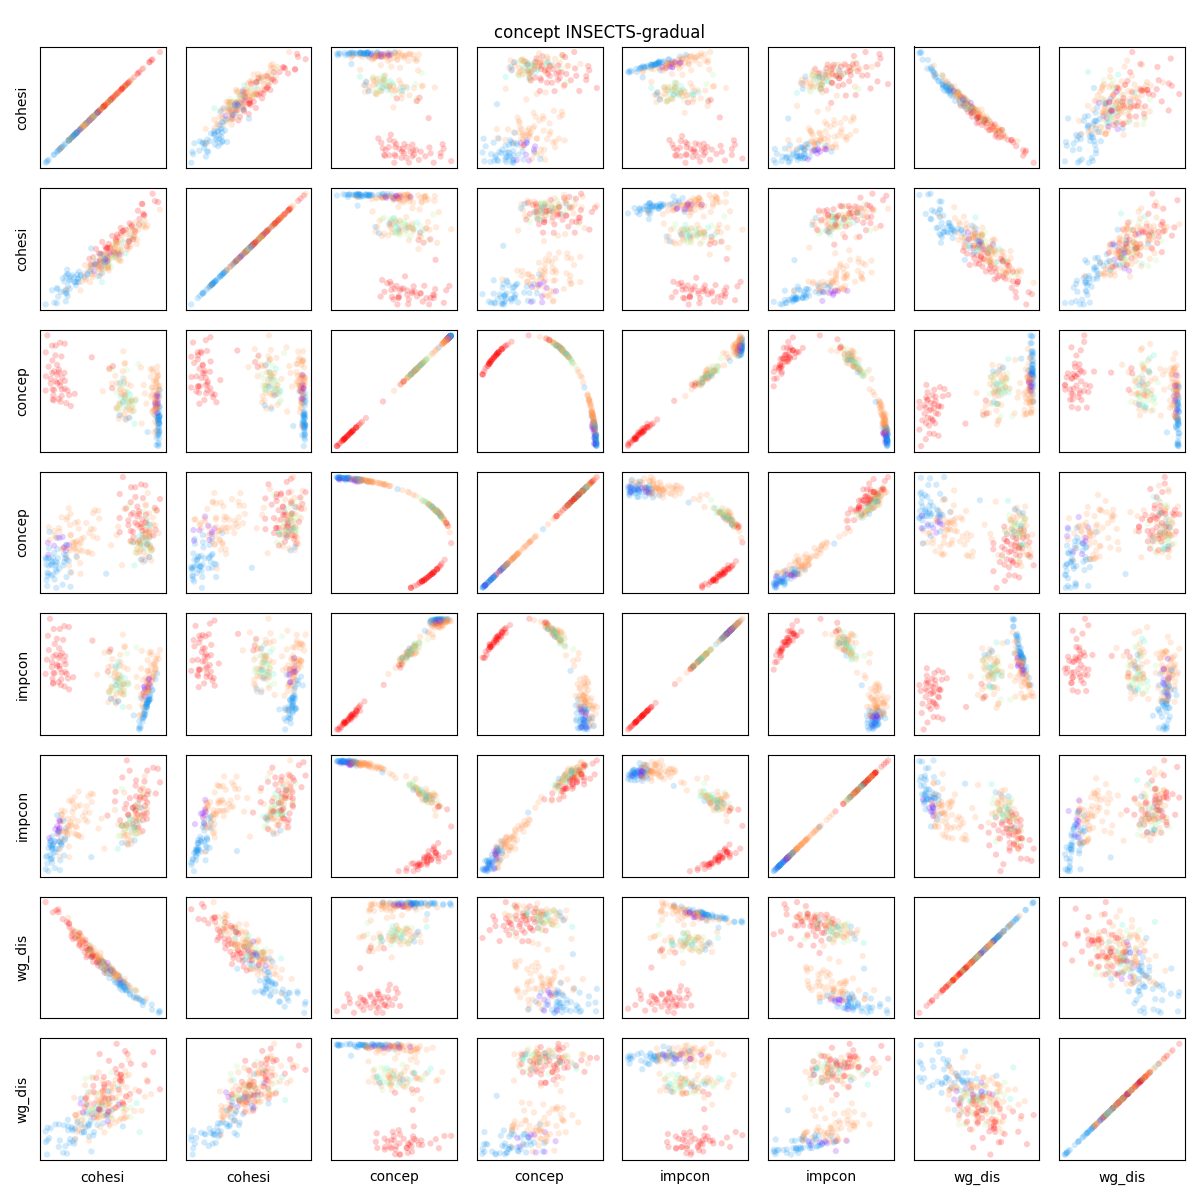 concept INSECTS-gradual
cohesi
cohesi
concep
concep
impcon
impcon
wg_dis
wg_dis
cohesi cohesi concep concep impcon impcon wg_dis wg_dis